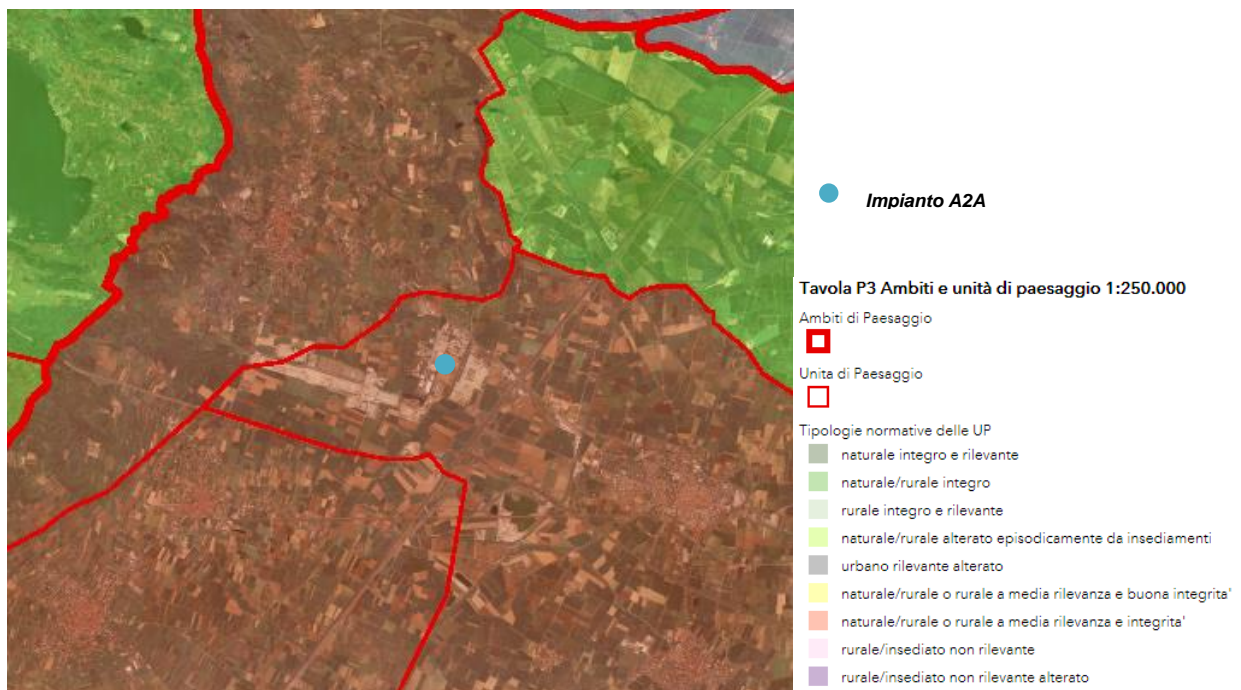 Impianto A2A
Tavola P3 Ambiti e unità di paesaggio 1:250.000
Ambiti di Paesaggio
Unita di Paesaggio
Tipologie normative delle UP
naturale integro e rilevante
naturale/rurale integro
rurale integro e rilevante
naturale/rurale alterato episodicamente da insediamenti
urbano rilevante alterato
naturale/rurale o rurale a media rilevanza e buona integrita'
naturale/rurale o rurale a media rilevanza e integrita'
rurale/insediato non rilevante
rurale/insediato non rilevante alterato